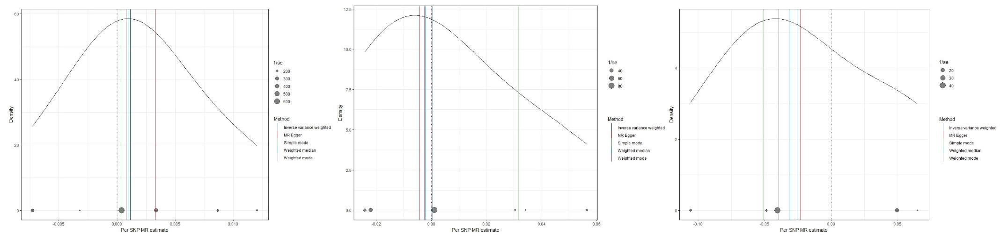 60
40
20
0
Density
-0.005
0.000
0.005
0.010
Per SNP MR estimate
1/se
200
300
400
500
600
Method
Inverse variance weighted
MR Egger
Simple mode
Weighted median
Weighted mode
12.5
10.0
7.5
5.0
2.5
0.0
Density
-0.02
0.00
0.02
0.04
0.06
Per SNP MR estimate
1/se
40
60
80
Method
Inverse variance weighted
MR Egger
Simple mode
Weighted median
Weighted mode
4
2
0
Density
-0.10
-0.05
0.00
0.05
Per SNP MR estimate
1/se
20
30
40
Method
Inverse variance weighted
MR Egger
Simple mode
Weighted median
Weighted mode